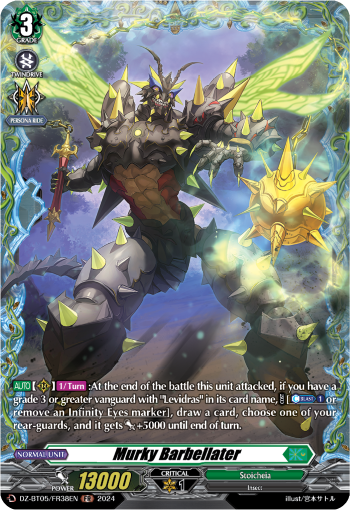 3
GRADE
TWINDRIVE
PERSONA RIDE
AUTO 【R】 1/Turn :At the end of the battle this unit attacked, if you have a
grade 3 or greater vanguard with "Levidras" in its card name, [C BLAST 1 or
remove an Infinity Eyes marker], draw a card, choose one of your
rear-guards, and it gets +5000 until end of turn.
NORMAL UNIT
Murky Barbellater
POWER 13000 CRITICAL 1 Stoicheia
Insect
DZ-BT05/FR38EN FR 2024 illust/宮本サトル